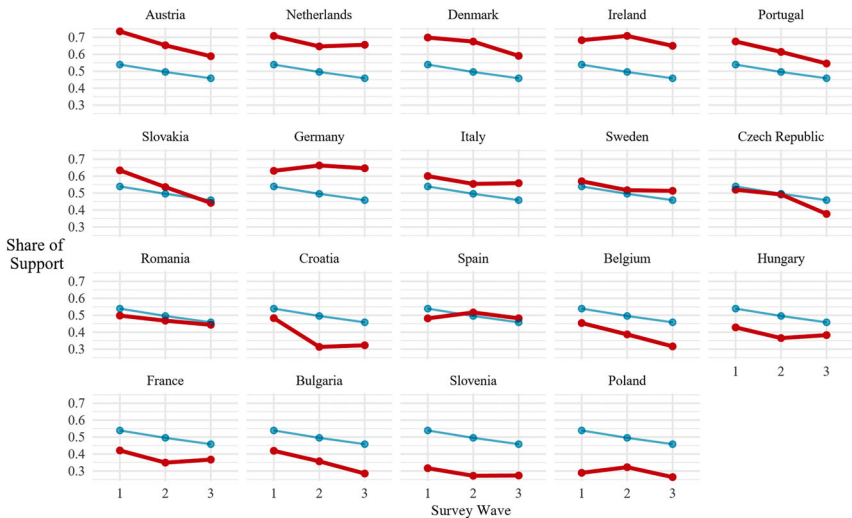 Austria Netherlands Denmark Ireland Portugal
0.7
0.6
0.5
0.4
0.3
Slovakia Germany Italy Sweden Czech Republic
0.7
0.6
0.5
0.4
0.3
Share of
Support
Romania Croatia Spain Belgium Hungary
0.7
0.6
0.5
0.4
0.3
1 2 3
France Bulgaria Slovenia Poland
0.7
0.6
0.5
0.4
0.3
1 2 3 1 2 3 1 2 3 1 2 3
Survey Wave